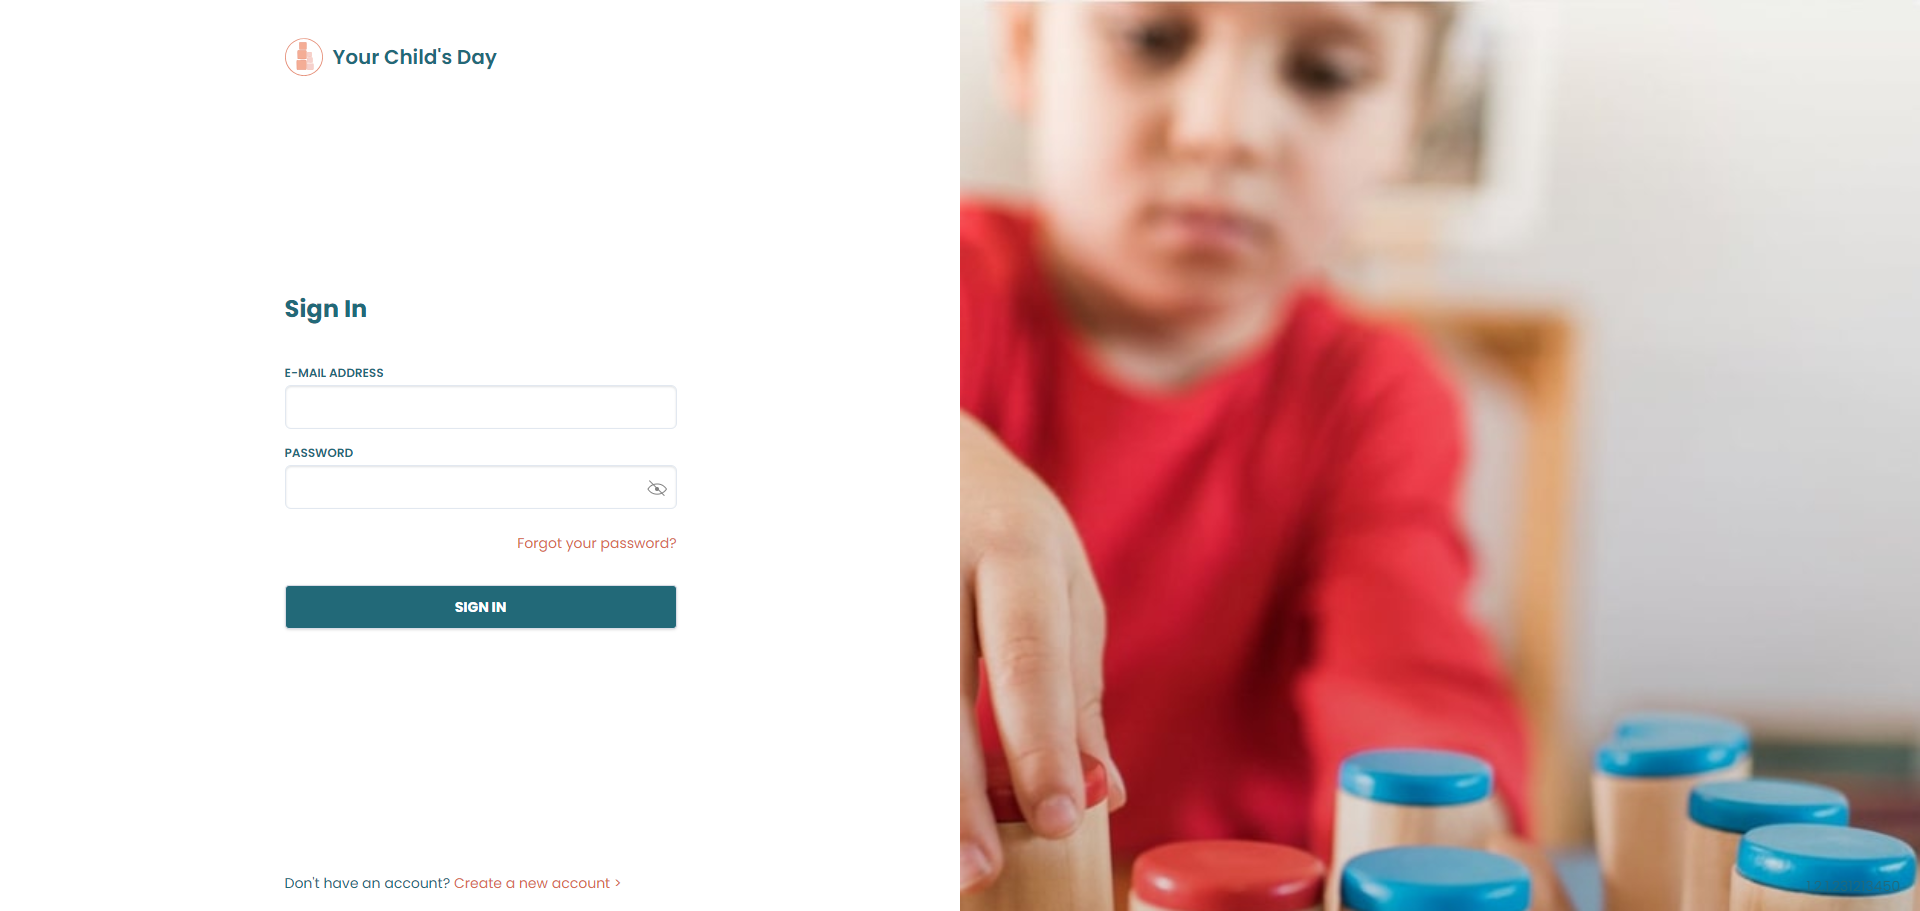 Your Child's Day
Sign In
E-MAIL ADDRESS
PASSWORD
Forgot your password?
SIGN IN
Don't have an account? Create a new account >